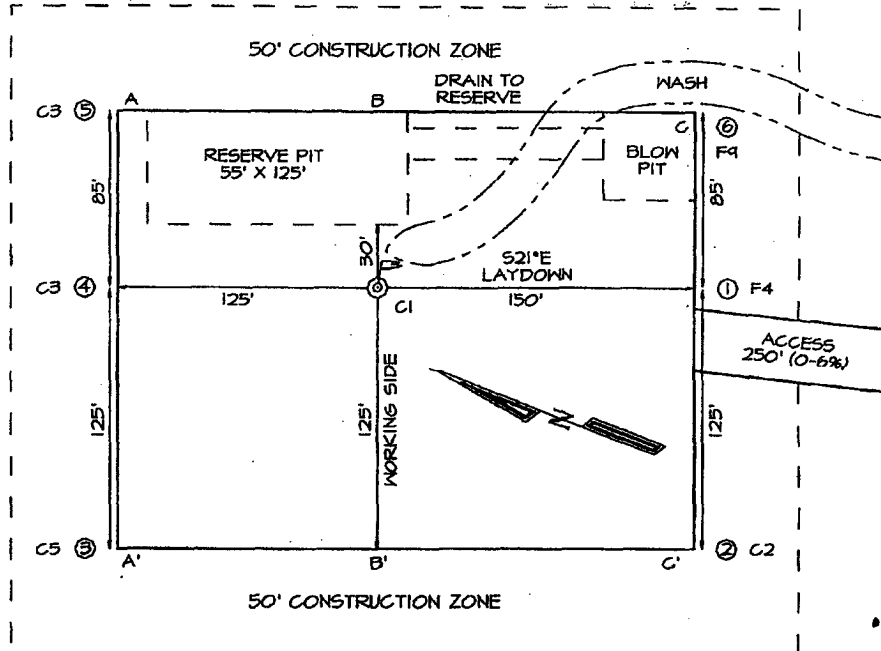 50' CONSTRUCTION ZONE
DRAIN TO
RESERVE
WASH
A
B
C
C3 5
6
F9
RESERVE PIT
55' X 125'
BLOW
PIT
85'
85'
30'
S21°E
LAYDOWN
C3 4
125'
C1
150'
1 F4
ACCESS
250' (0-6%)
WORKING SIDE
125'
125'
125'
N
C5 3
2 C2
A'
B'
C'
50' CONSTRUCTION ZONE